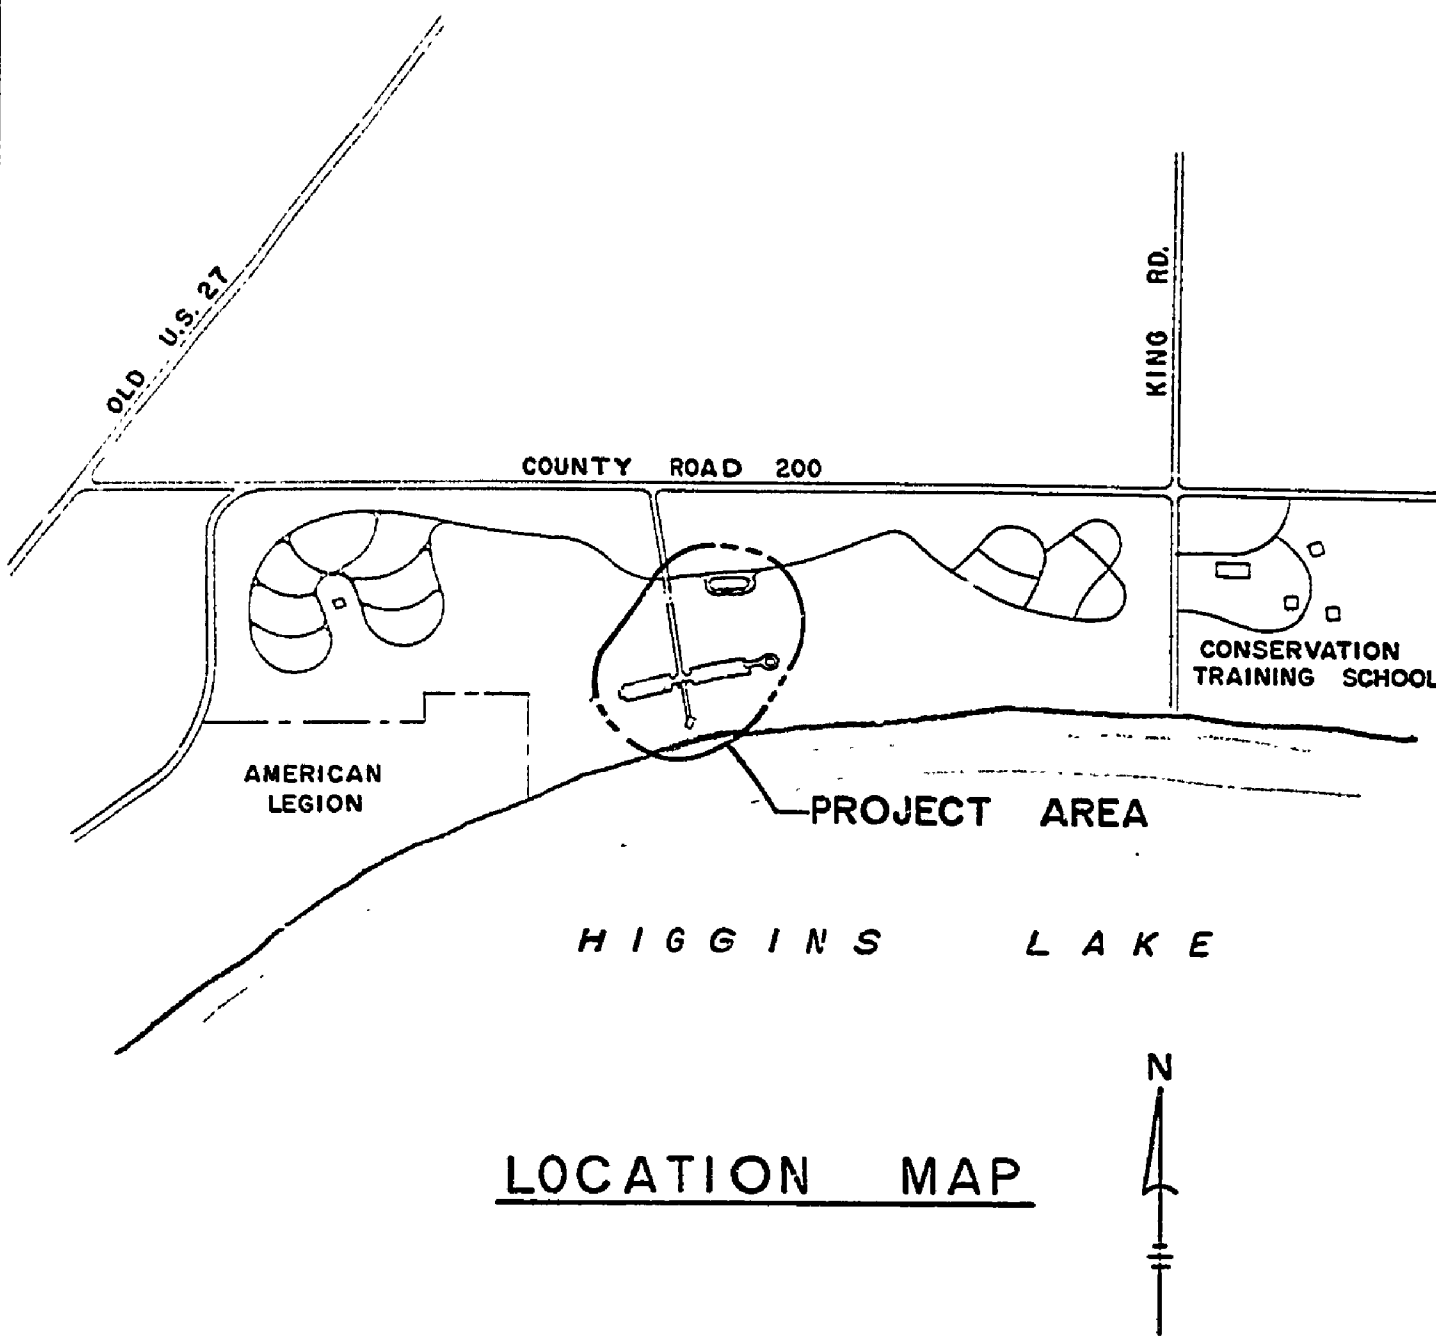 OLD U.S. 27
KING RD.
COUNTY ROAD 200
CONSERVATION
TRAINING SCHOOL
AMERICAN
LEGION
PROJECT AREA
HIGGINS LAKE
N
LOCATION MAP